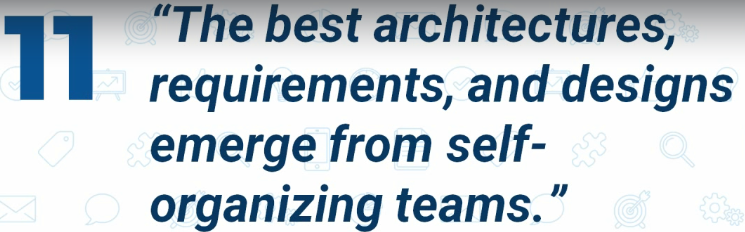 11
“The best architectures,
requirements, and designs
emerge from self-
organizing teams.”